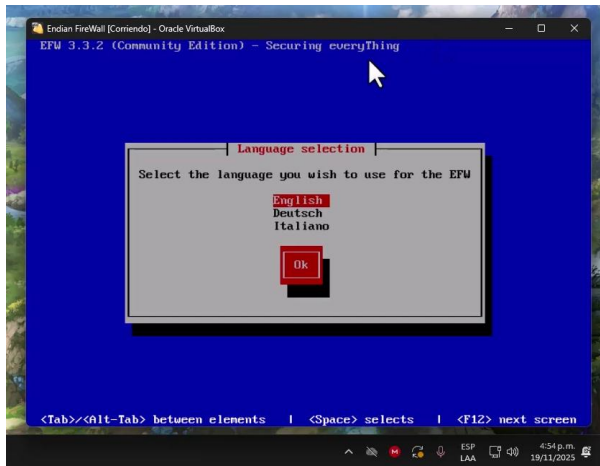 Endian FireWall [Corriendo] - Oracle VirtualBox
EFW 3.3.2 (Community Edition) - Securing everyThing
Language selection
Select the language you wish to use for the EFW
English
Deutsch
Italiano
Ok
<Tab>/<Alt-Tab> between elements | <Space> selects | <F12> next screen
M
ESP
LAA
4:54 p.m.
19/11/2025